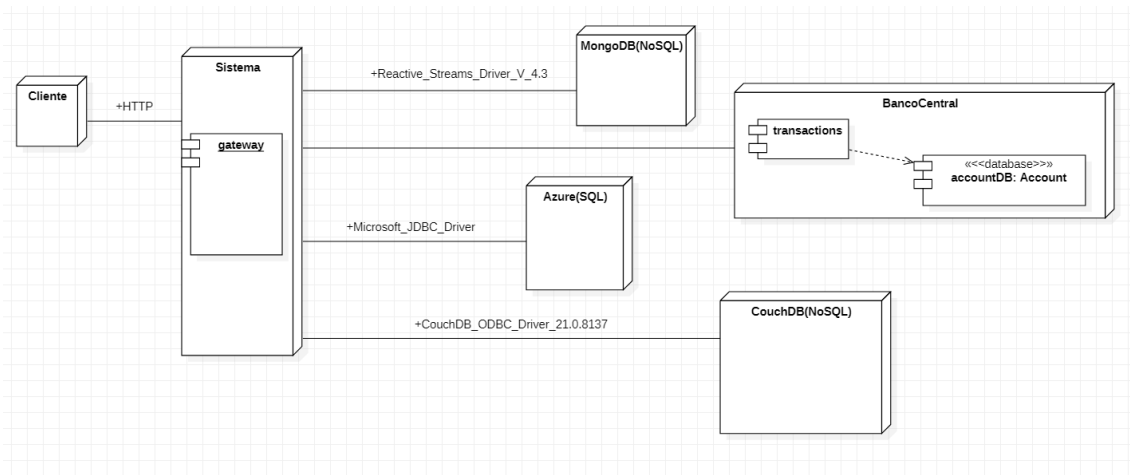 MongoDB(NoSQL)
Sistema
+Reactive_Streams_Driver_V_4.3
Cliente
+HTTP
BancoCentral
transactions
gateway
«<<database>>»
accountDB: Account
Azure(SQL)
+Microsoft_JDBC_Driver
CouchDB(NoSQL)
+CouchDB_ODBC_Driver_21.0.8137